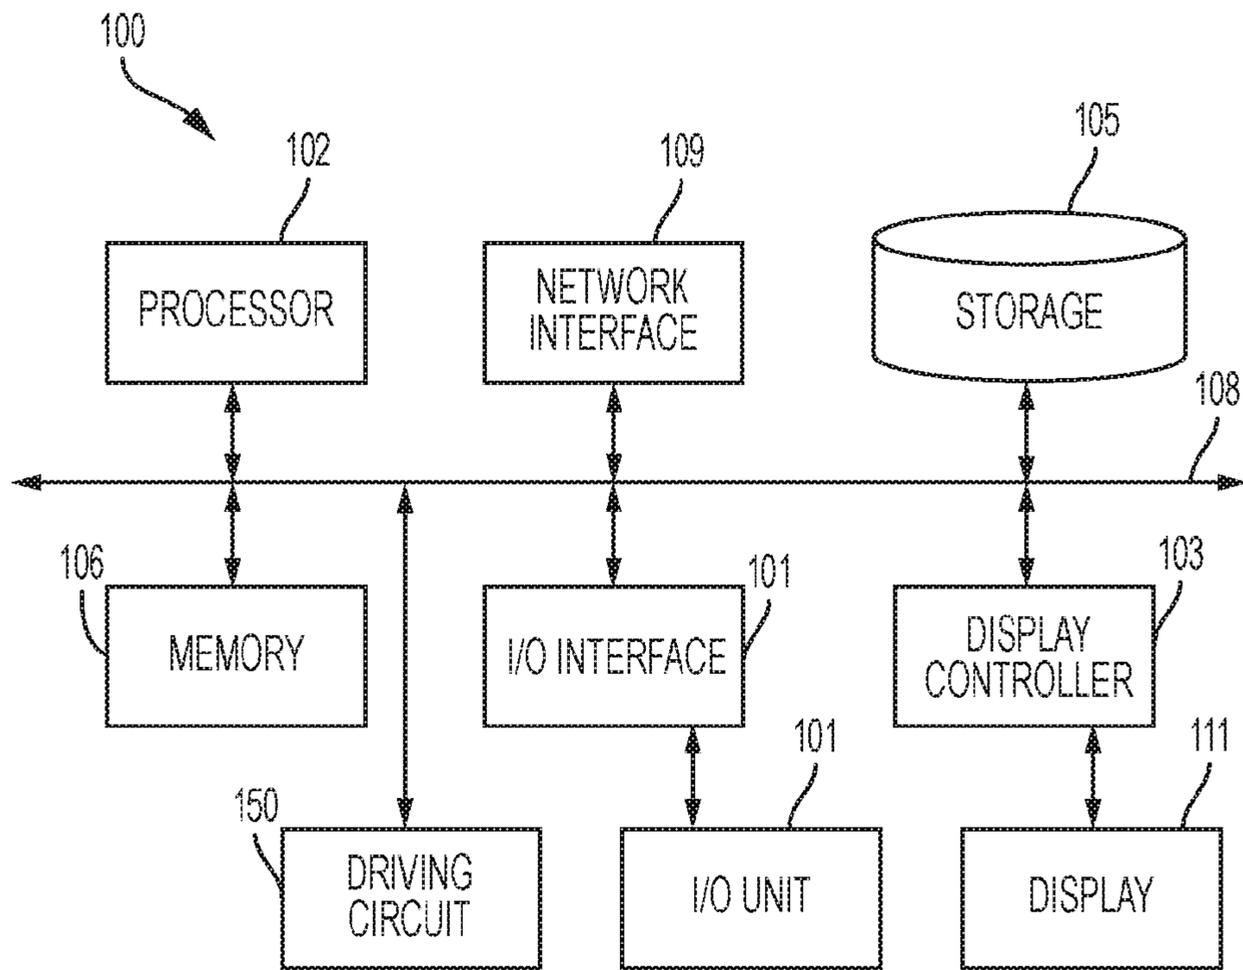 100
102
109
105
PROCESSOR
NETWORK
INTERFACE
STORAGE
108
106
101
103
MEMORY
I/O INTERFACE
DISPLAY
CONTROLLER
150
101
111
DRIVING
CIRCUIT
I/O UNIT
DISPLAY